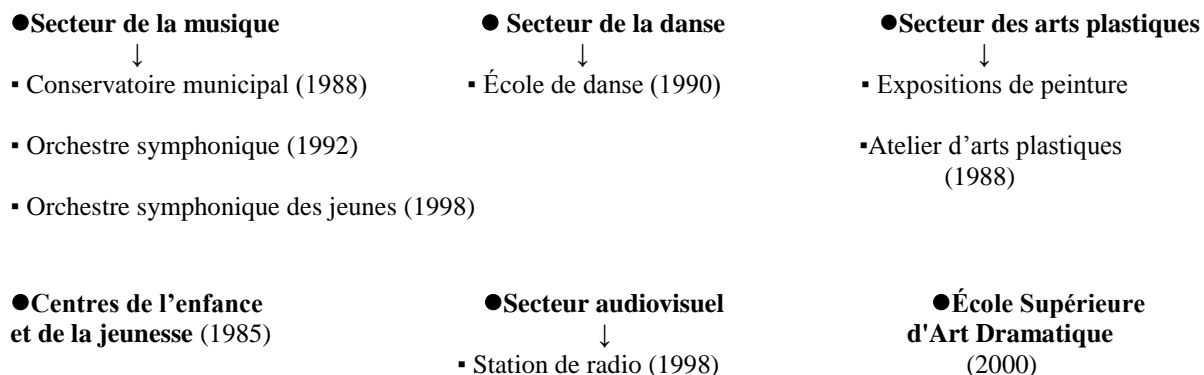 ●Secteur de la musique
↓
▪ Conservatoire municipal (1988)
▪ Orchestre symphonique (1992)
▪ Orchestre symphonique des jeunes (1998)
● Secteur de la danse
↓
▪ École de danse (1990)
●Secteur des arts plastiques
↓
▪ Expositions de peinture
▪Atelier d’arts plastiques
(1988)
●Centres de l’enfance
et de la jeunesse (1985)
●Secteur audiovisuel
↓
▪ Station de radio (1998)
●École Supérieure
d'Art Dramatique
(2000)